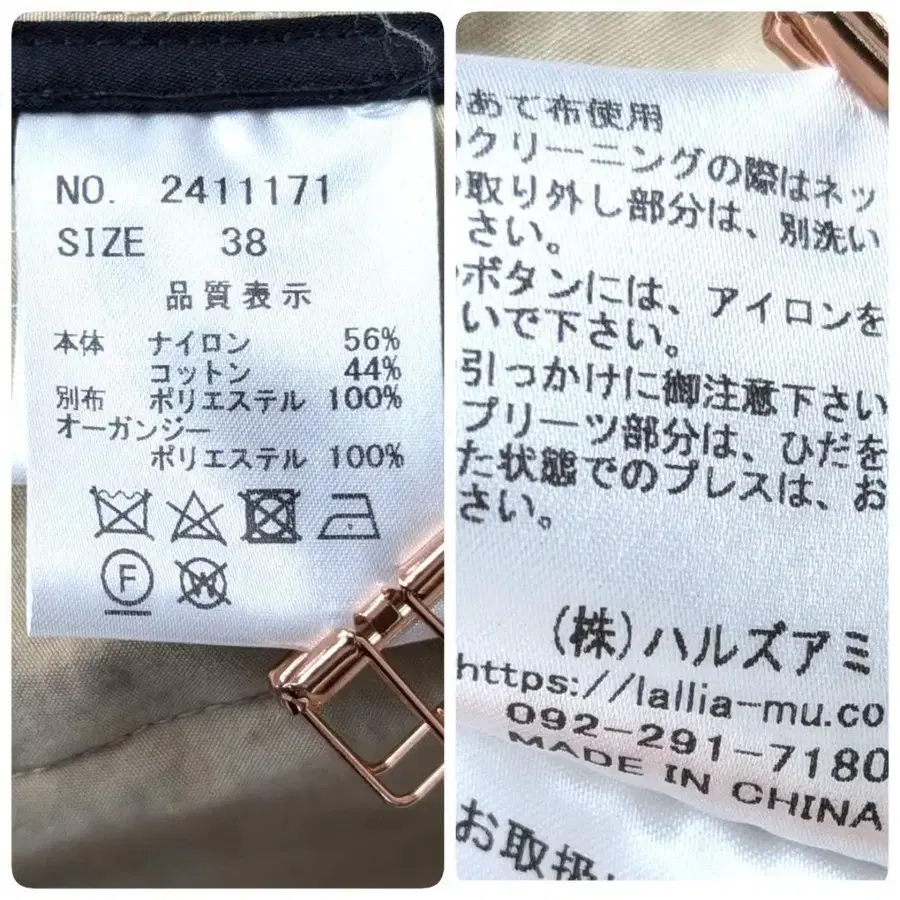 NO. 2411171
SIZE 38
品質表示
本体 ナイロン 56%
コットン 44%
別布 ポリエステル 100%
オーガンジー
ポリエステル 100%
F
W
あて布使用
クリーニングの際はネッ
取り外し部分は、別洗い
さい。
ボタンには、アイロンを
いで下さい。
引っかけに御注意下さい
プリーツ部分は、ひだを
た状態でのプレスは、お
さい。
(株)ハルズアミ
https://lallia-mu.co
092-291-7180
MADE IN CHINA
お取扱